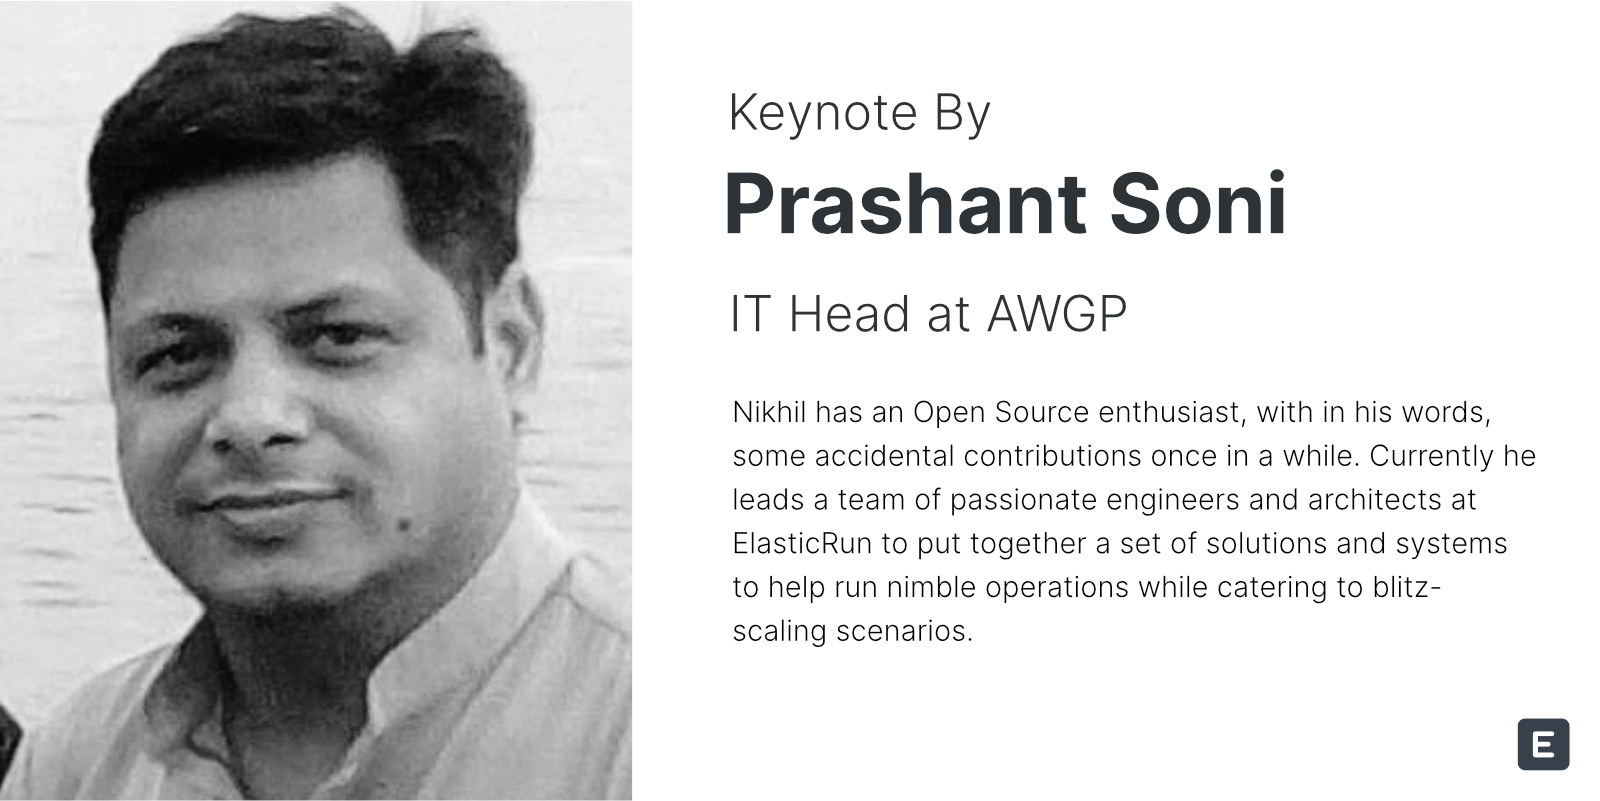 Keynote By
Prashant Soni
IT Head at AWGP
Nikhil has an Open Source enthusiast, with in his words,
some accidental contributions once in a while. Currently he
leads a team of passionate engineers and architects at
ElasticRun to put together a set of solutions and systems
to help run nimble operations while catering to blitz-
scaling scenarios.
E